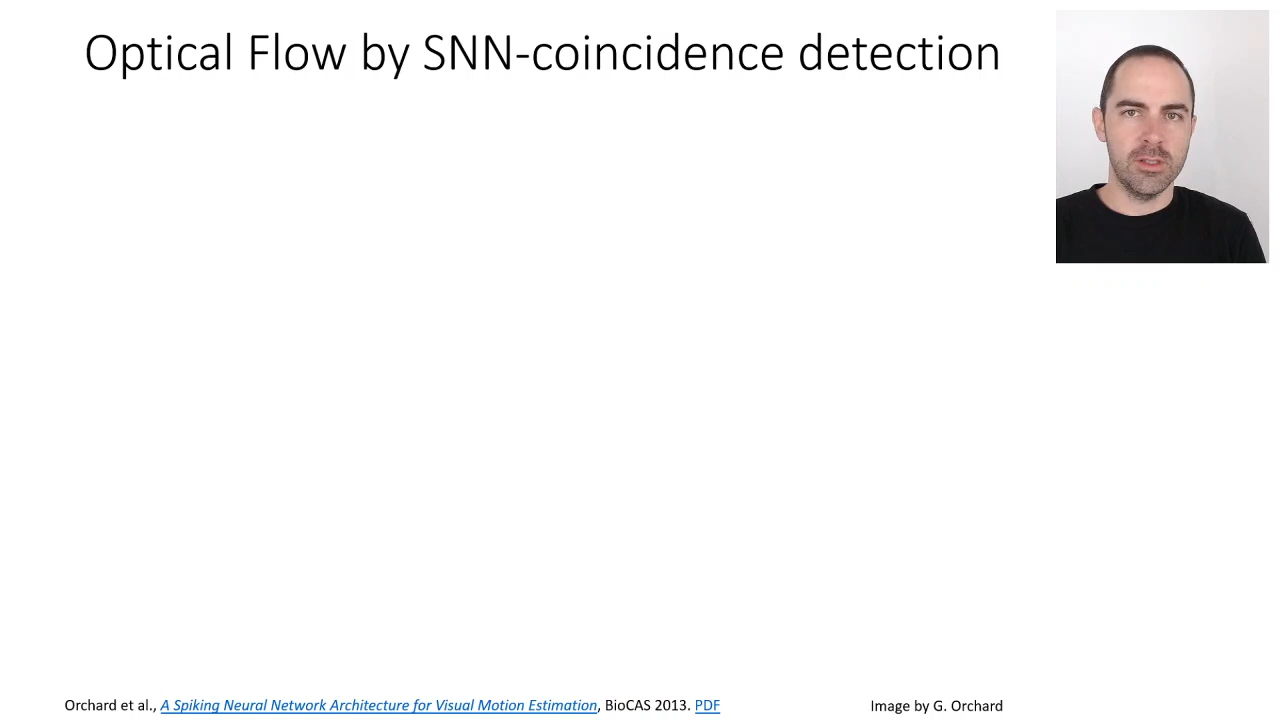 Optical Flow by SNN-coincidence detection
Orchard et al., A Spiking Neural Network Architecture for Visual Motion Estimation, BioCAS 2013. PDF
Image by G. Orchard